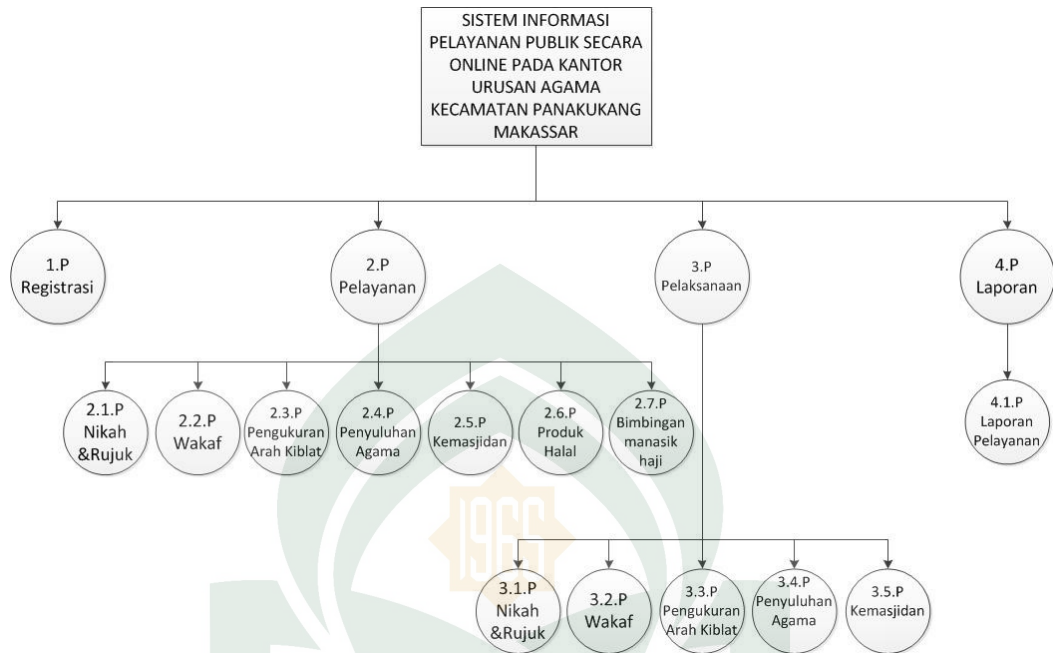 SISTEM INFORMASI
PELAYANAN PUBLIK SECARA
ONLINE PADA KANTOR
URUSAN AGAMA
KECAMATAN PANAKUKANG
MAKASSAR
1.P
Registrasi
2.P
Pelayanan
3.P
Pelaksanaan
4.P
Laporan
2.1.P
Nikah
&Rujuk
2.2.P
Wakaf
2.3.P
Pengukuran
Arah Kiblat
2.4.P
Penyuluhan
Agama
2.5.P
Kemasjidan
2.6.P
Produk
Halal
2.7.P
Bimbingan
manasik
haji
4.1.P
Laporan
Pelayanan
1965
3.1.P
Nikah
&Rujuk
3.2.P
Wakaf
3.3.P
Pengukuran
Arah Kiblat
3.4.P
Penyuluhan
Agama
3.5.P
Kemasjidan